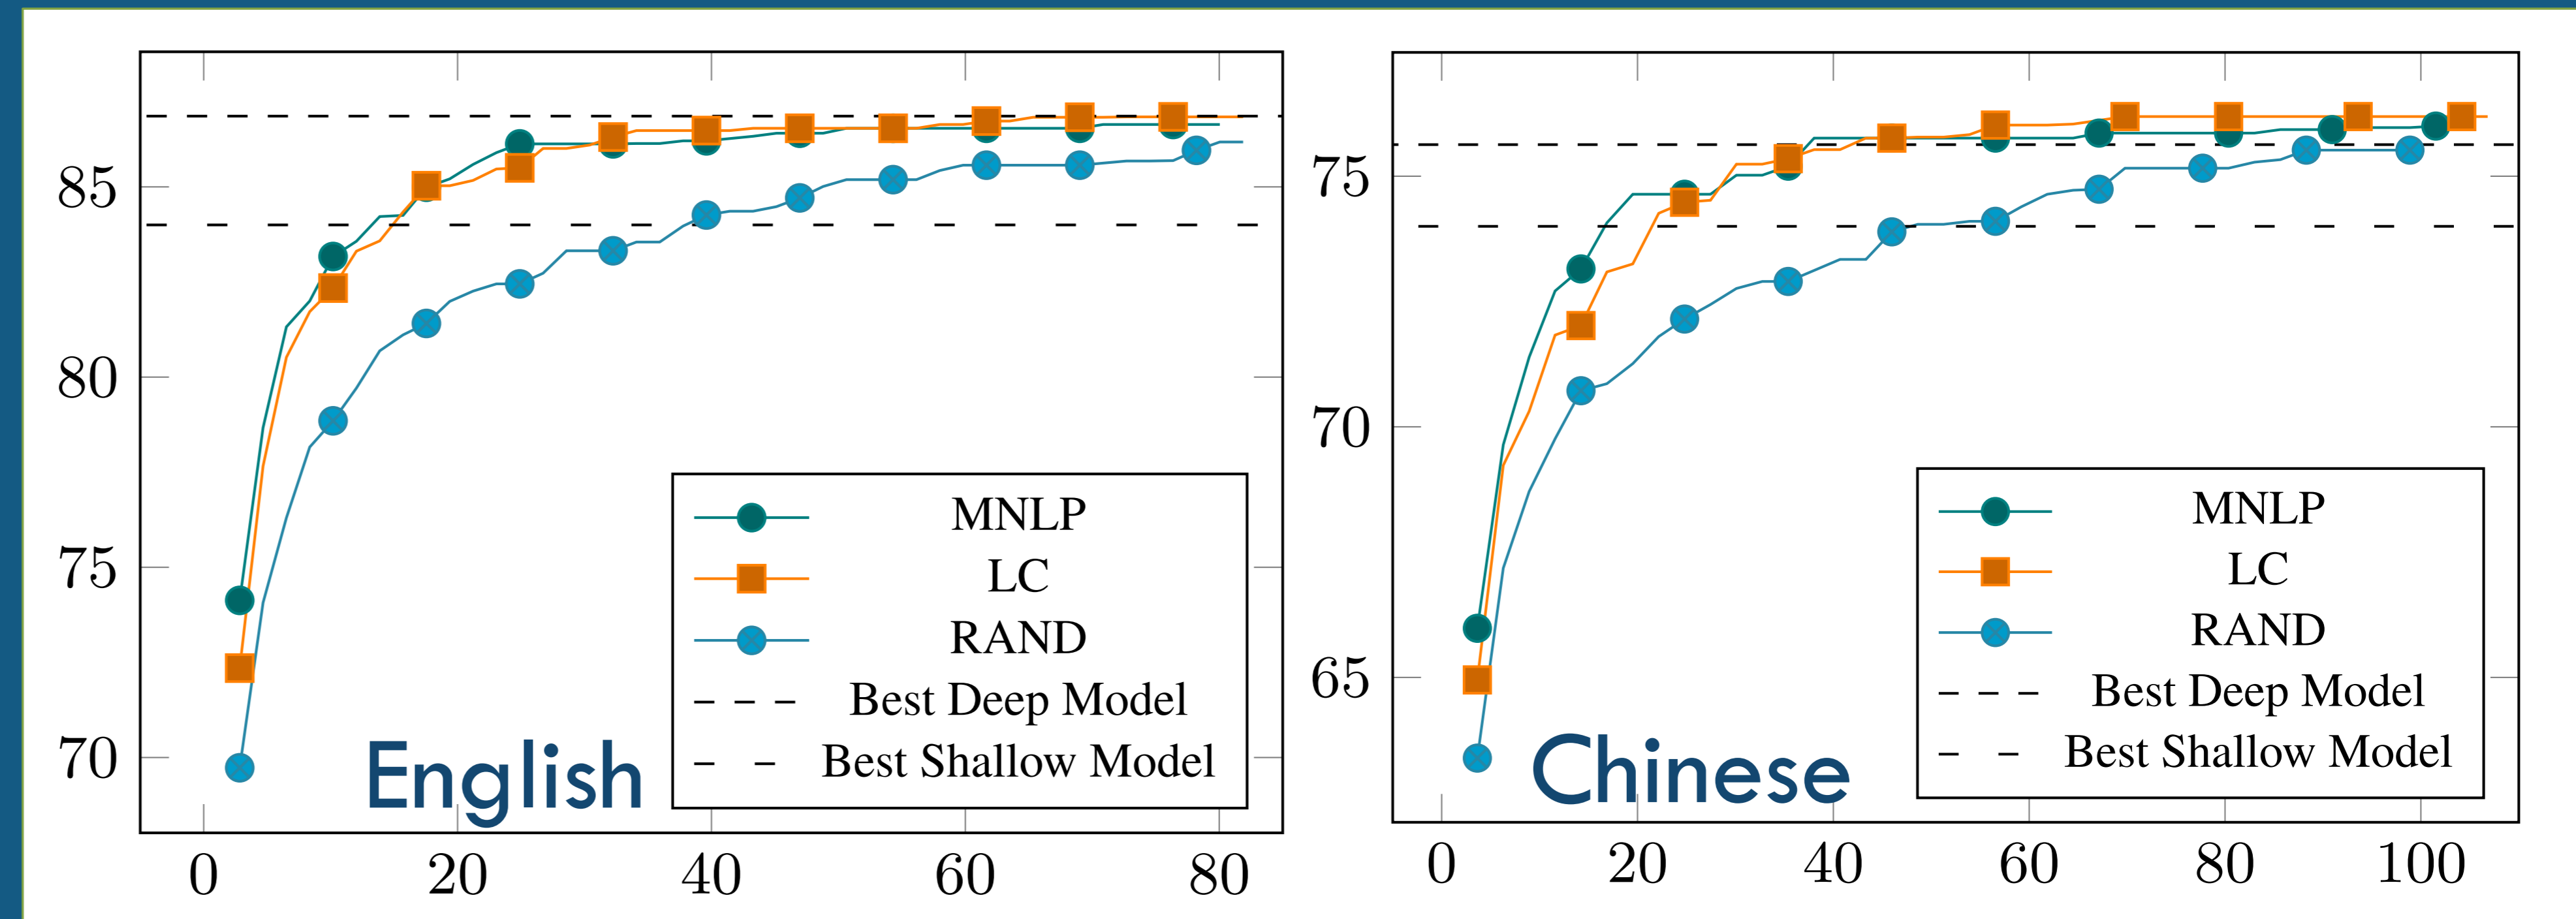 85
80
75
70
MNLP
LC
RAND
Best Deep Model
Best Shallow Model
English
0 20 40 60 80
75
70
65
MNLP
LC
RAND
Best Deep Model
Best Shallow Model
Chinese
0 20 40 60 80 100